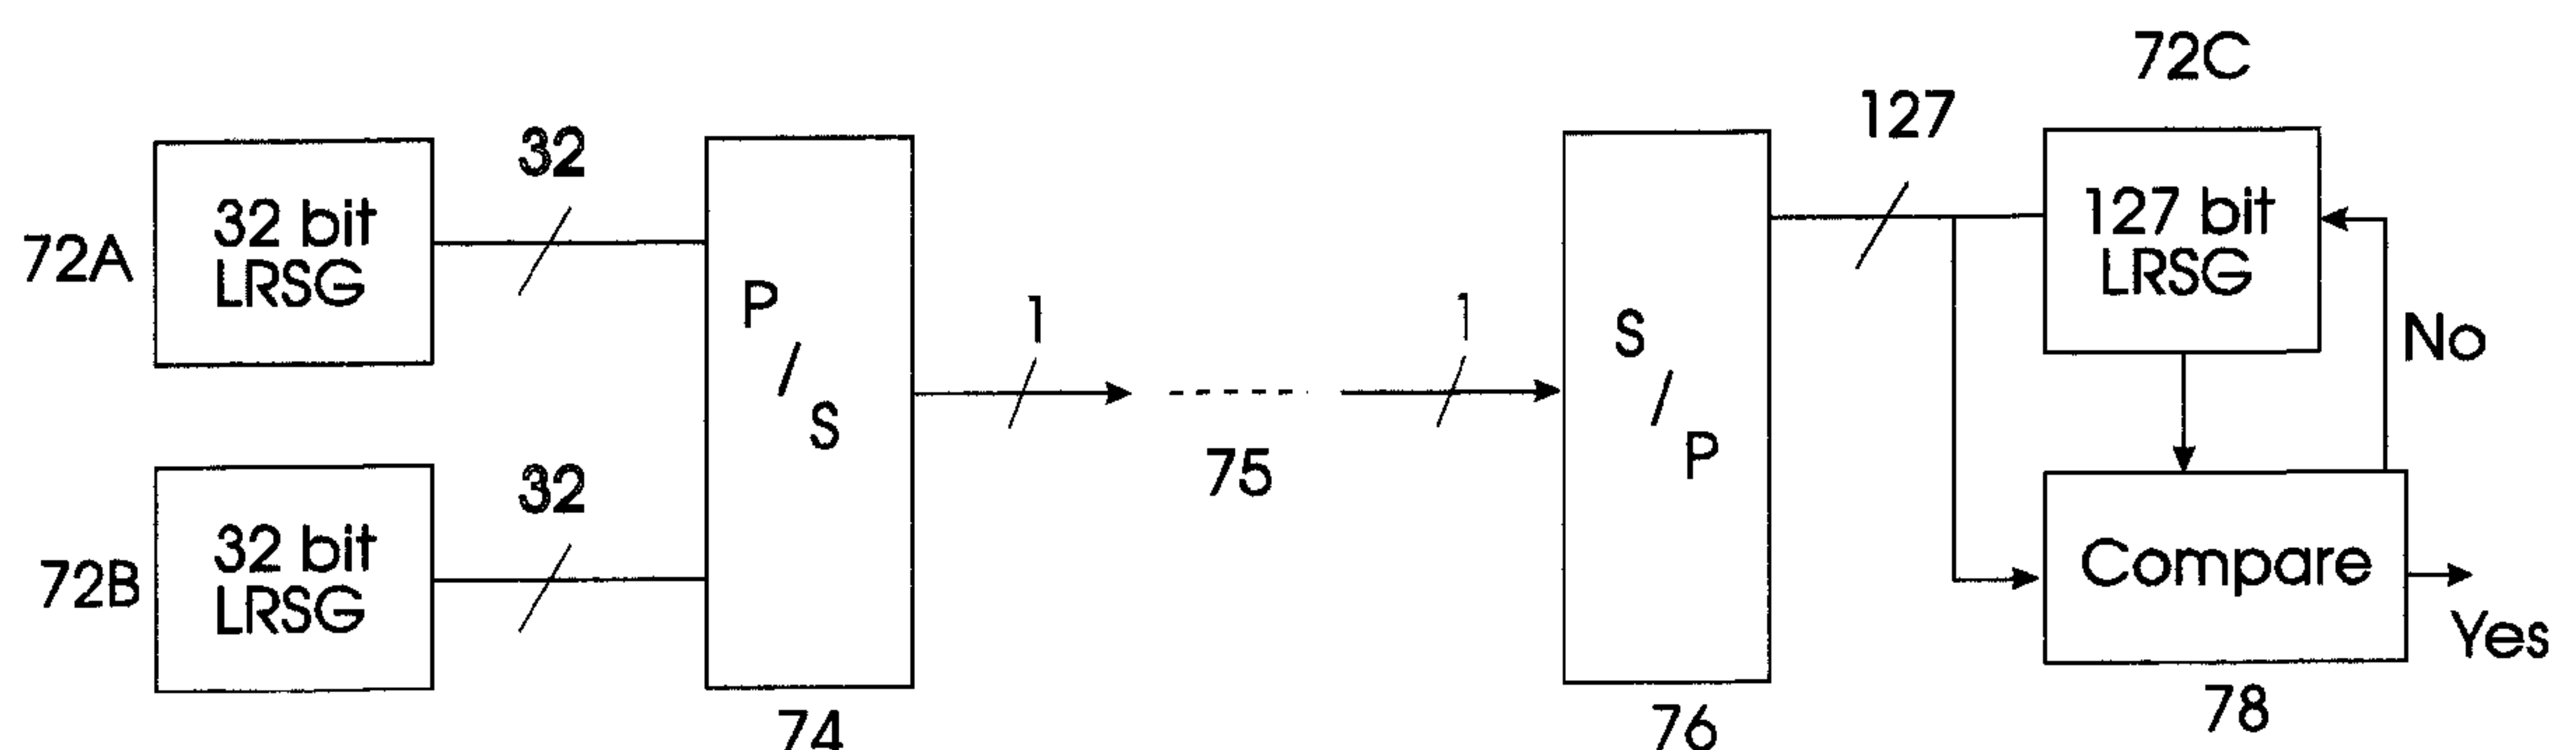 72C
127
32
32 bit
LRSG
72A
P
/
S
1
1
S
/
P
127 bit
LRSG
No
75
32
32 bit
LRSG
72B
Compare
Yes
74
76
78